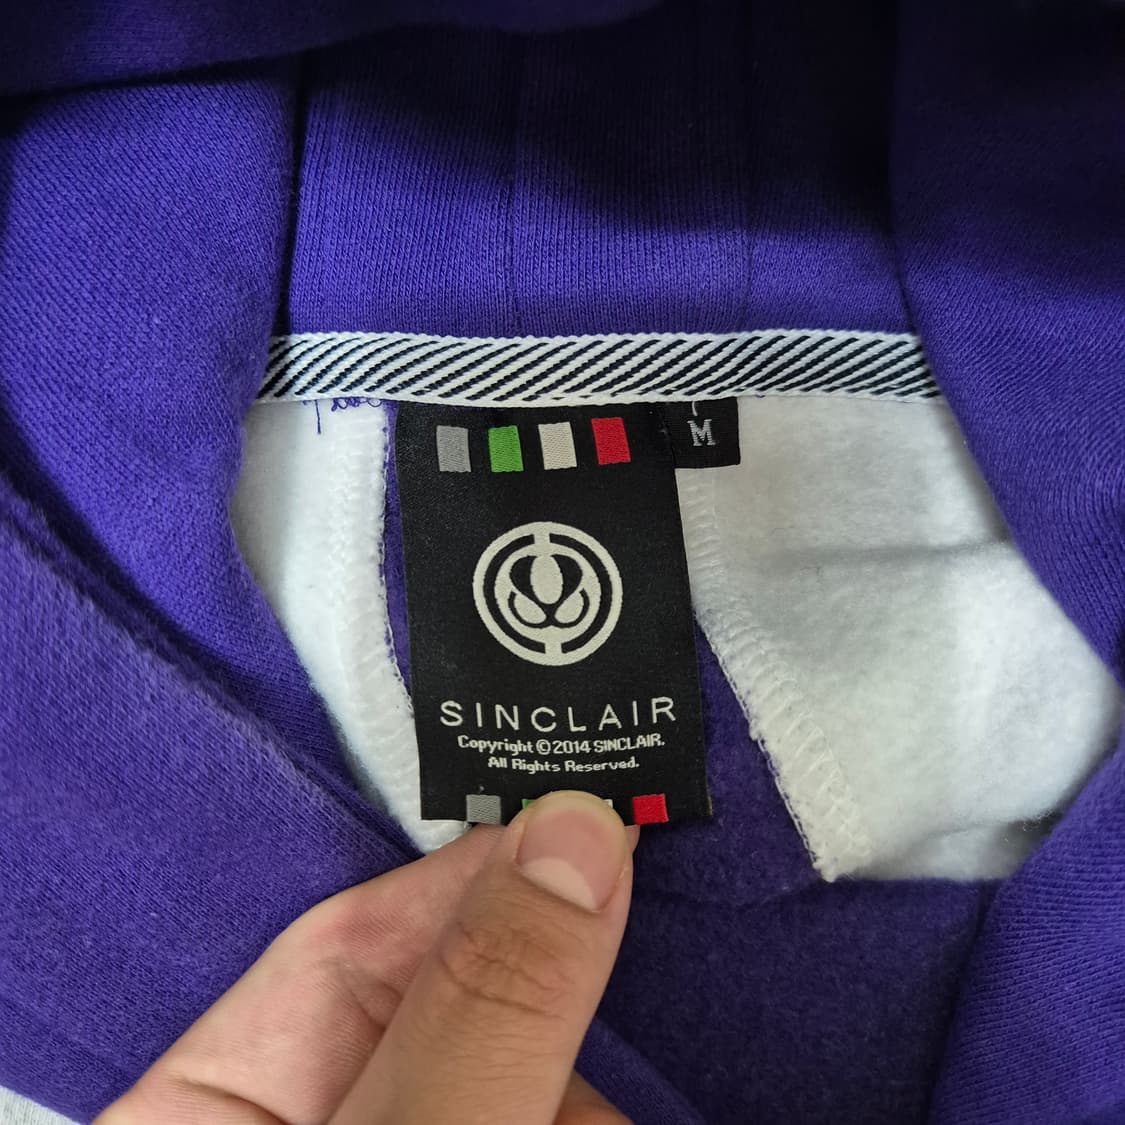 M
SINCLAIR
Copyright ©2014 SINCLAIR.
All Rights Reserved.